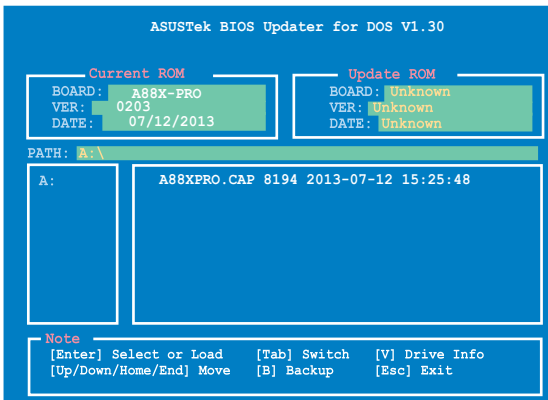 ASUSTek BIOS Updater for DOS V1.30
Current ROM
BOARD: A88X-PRO
VER: 0203
DATE: 07/12/2013
Update ROM
BOARD: Unknown
VER: Unknown
DATE: Unknown
PATH: A:\
A:
A88XPRO.CAP 8194 2013-07-12 15:25:48
Note
[Enter] Select or Load [Tab] Switch [V] Drive Info
[Up/Down/Home/End] Move [B] Backup [Esc] Exit